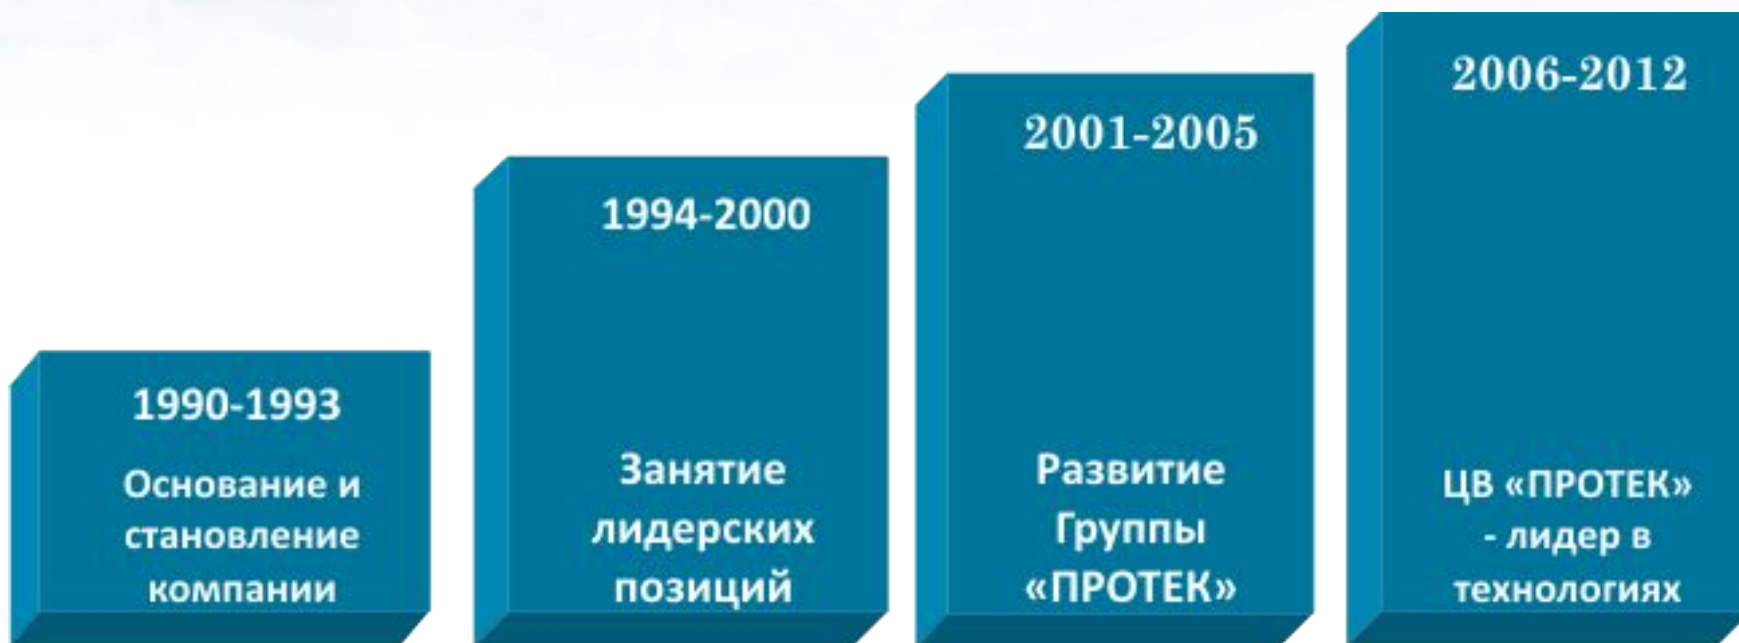 1990-1993
Основание и
становление
компании
1994-2000
Занятие
лидерских
позиций
2001-2005
Развитие
Группы
«ПРОТЕК»
2006-2012
ЦВ «ПРОТЕК»
- лидер в
технологиях